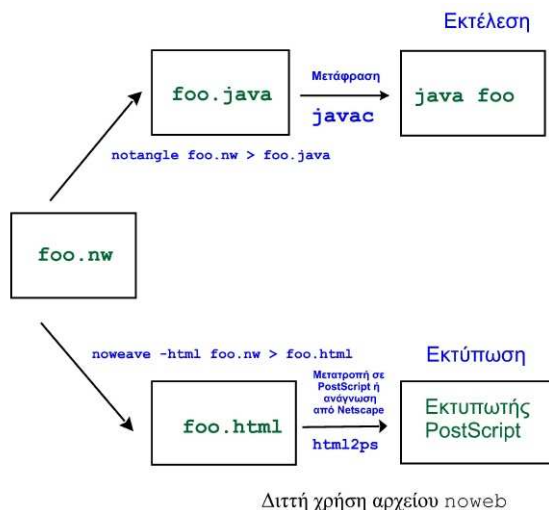 Εκτέλεση
foo.java
Μετάφραση
javac
java foo
notangle foo.nw > foo.java
foo.nw
noweave -html foo.nw > foo.html
Εκτύπωση
foo.html
Μετατροπή σε
PostScript ή
ανάγνωση
από Netscape
html2ps
Εκτυπωτής
PostScript
Διττή χρήση αρχείου noweb